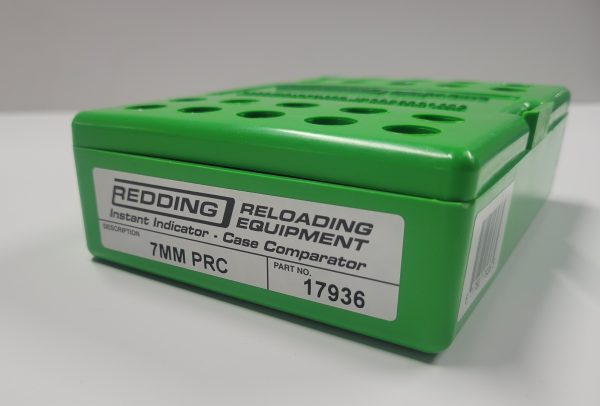 REDDING RELOADING EQUIPMENT
Instant Indicator - Case Comparator
DESCRIPTION
7MM PRC
PART NO.
17936